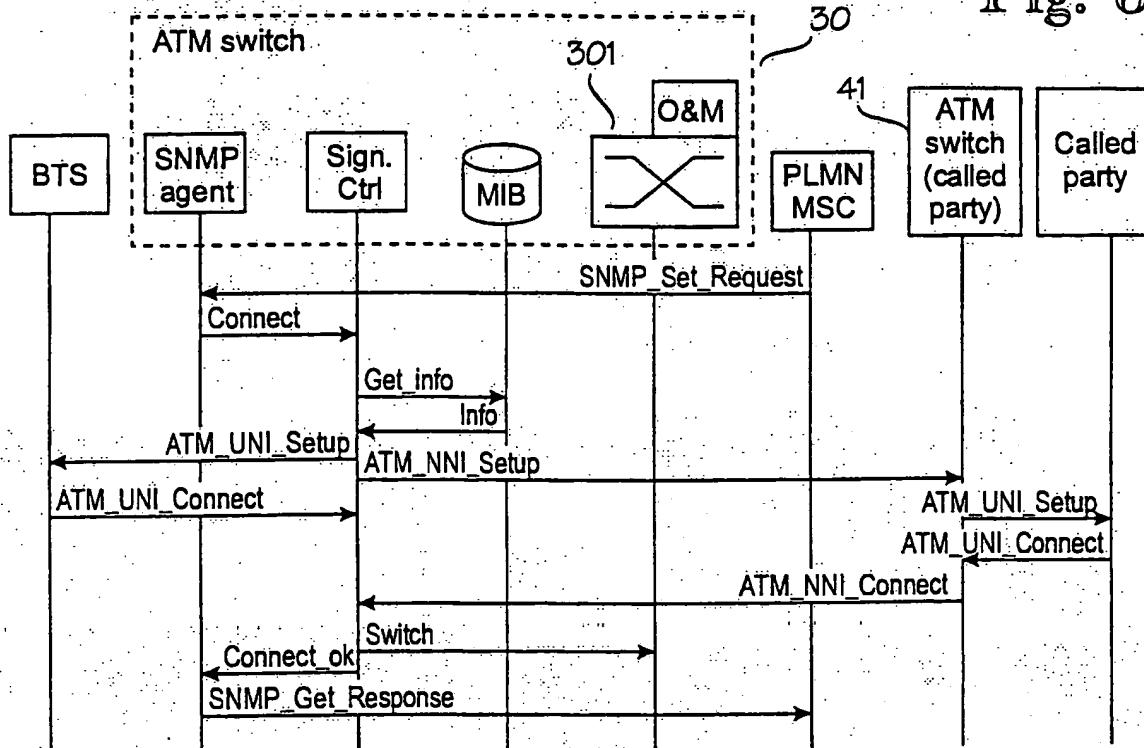 Fig.
ATM switch
30
301
41
O&M
BTS
SNMP
agent
Sign.
Ctrl
MIB
PLMN
MSC
ATM
switch
(called
party)
Called
party
SNMP_Set_Request
Connect
Get_info
Info
ATM_UNI_Setup
ATM_NNI_Setup
ATM_UNI_Connect
ATM_UNI_Setup
ATM_UNI_Connect
ATM_NNI_Connect
Switch
Connect_ok
SNMP_Get_Response